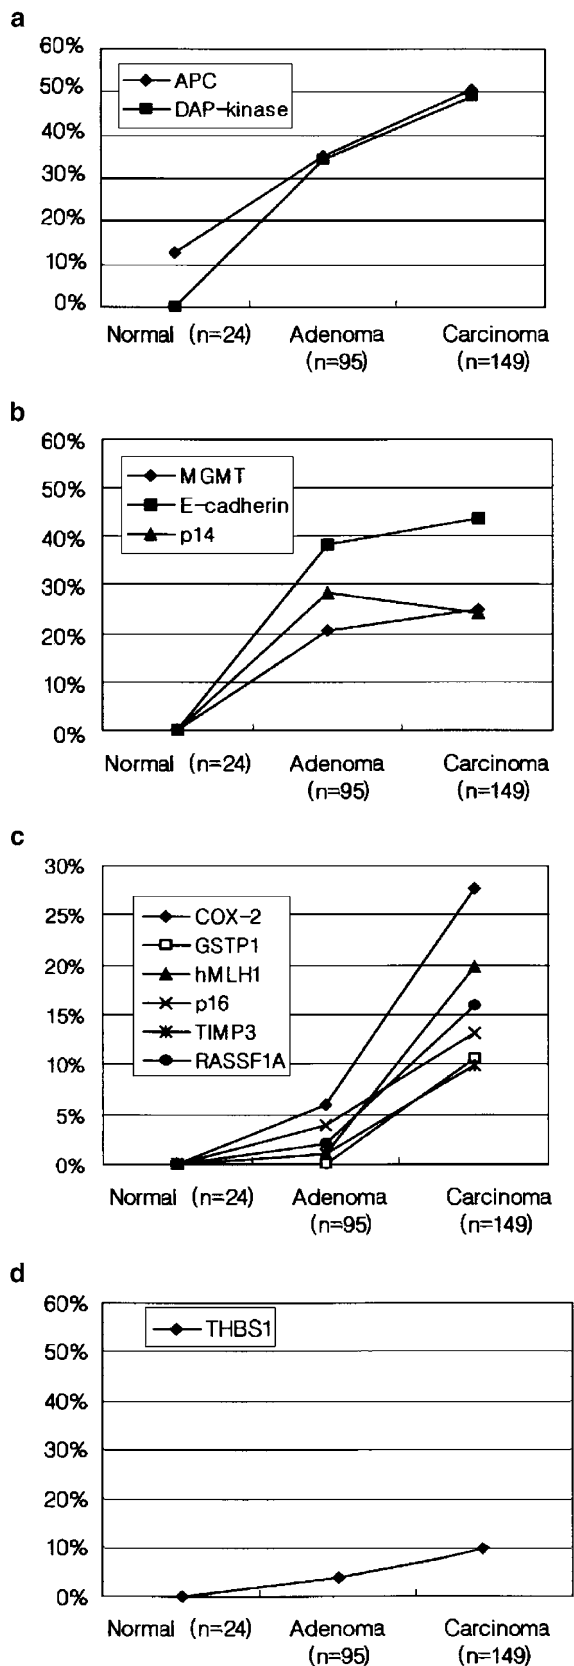 a
60%
APC
50%
DAP-kinase
40%
30%
20%
10%
0%
Normal (n=24) Adenoma Carcinoma
(n=95) (n=149)
b
60%
MGMT
50%
E-cadherin
40%
p14
30%
20%
10%
0%
Normal (n=24) Adenoma Carcinoma
(n=95) (n=149)
c
30%
COX-2
25%
GSTP1
hMLH1
20%
p16
15%
TIMP3
RASSF1A
10%
5%
0%
Normal (n=24) Adenoma Carcinoma
(n=95) (n=149)
d
60%
THBS1
50%
40%
30%
20%
10%
0%
Normal (n=24) Adenoma Carcinoma
(n=95) (n=149)